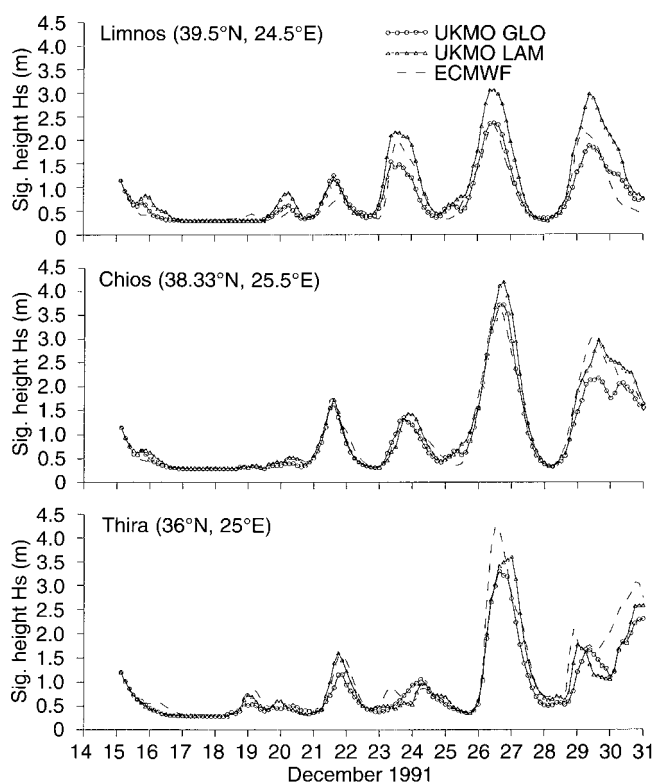 Limnos (39.5°N, 24.5°E)
UKMO GLO
UKMO LAM
ECMWF
Sig. height Hs (m)
4.5
4.0
3.5
3.0
2.5
2.0
1.5
1.0
0.5
0
Chios (38.33°N, 25.5°E)
Sig. height Hs (m)
4.5
4.0
3.5
3.0
2.5
2.0
1.5
1.0
0.5
0
Thira (36°N, 25°E)
Sig. height Hs (m)
4.5
4.0
3.5
3.0
2.5
2.0
1.5
1.0
0.5
0
14 15 16 17 18 19 20 21 22 23 24 25 26 27 28 29 30 31
December 1991